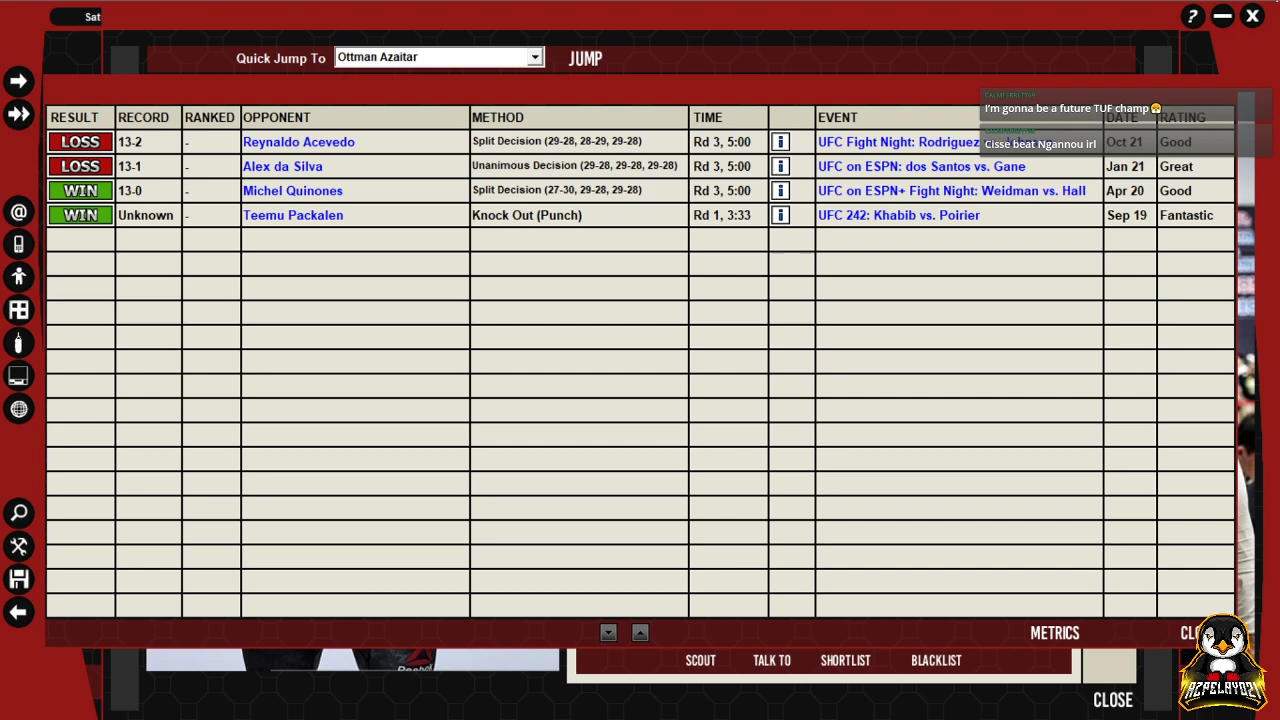 Sat
Quick Jump To Ottman Azaitar JUMP
CALMFERRET769
I'm gonna be a future TUF champ
Cisse beat Ngannou irl
RESULT RECORD RANKED OPPONENT METHOD TIME EVENT DATE RATING
LOSS 13-2 - Reynaldo Acevedo Split Decision (29-28, 28-29, 29-28) Rd 3, 5:00 i UFC Fight Night: Rodriguez Oct 21 Good
LOSS 13-1 - Alex da Silva Unanimous Decision (29-28, 29-28, 29-28) Rd 3, 5:00 i UFC on ESPN: dos Santos vs. Gane Jan 21 Great
WIN 13-0 - Michel Quinones Split Decision (27-30, 29-28, 29-28) Rd 3, 5:00 i UFC on ESPN+ Fight Night: Weidman vs. Hall Apr 20 Good
WIN Unknown - Teemu Packalen Knock Out (Punch) Rd 1, 3:33 i UFC 242: Khabib vs. Poirier Sep 19 Fantastic
METRICS CLO
SCOUT TALK TO SHORTLIST BLACKLIST
CLOSE